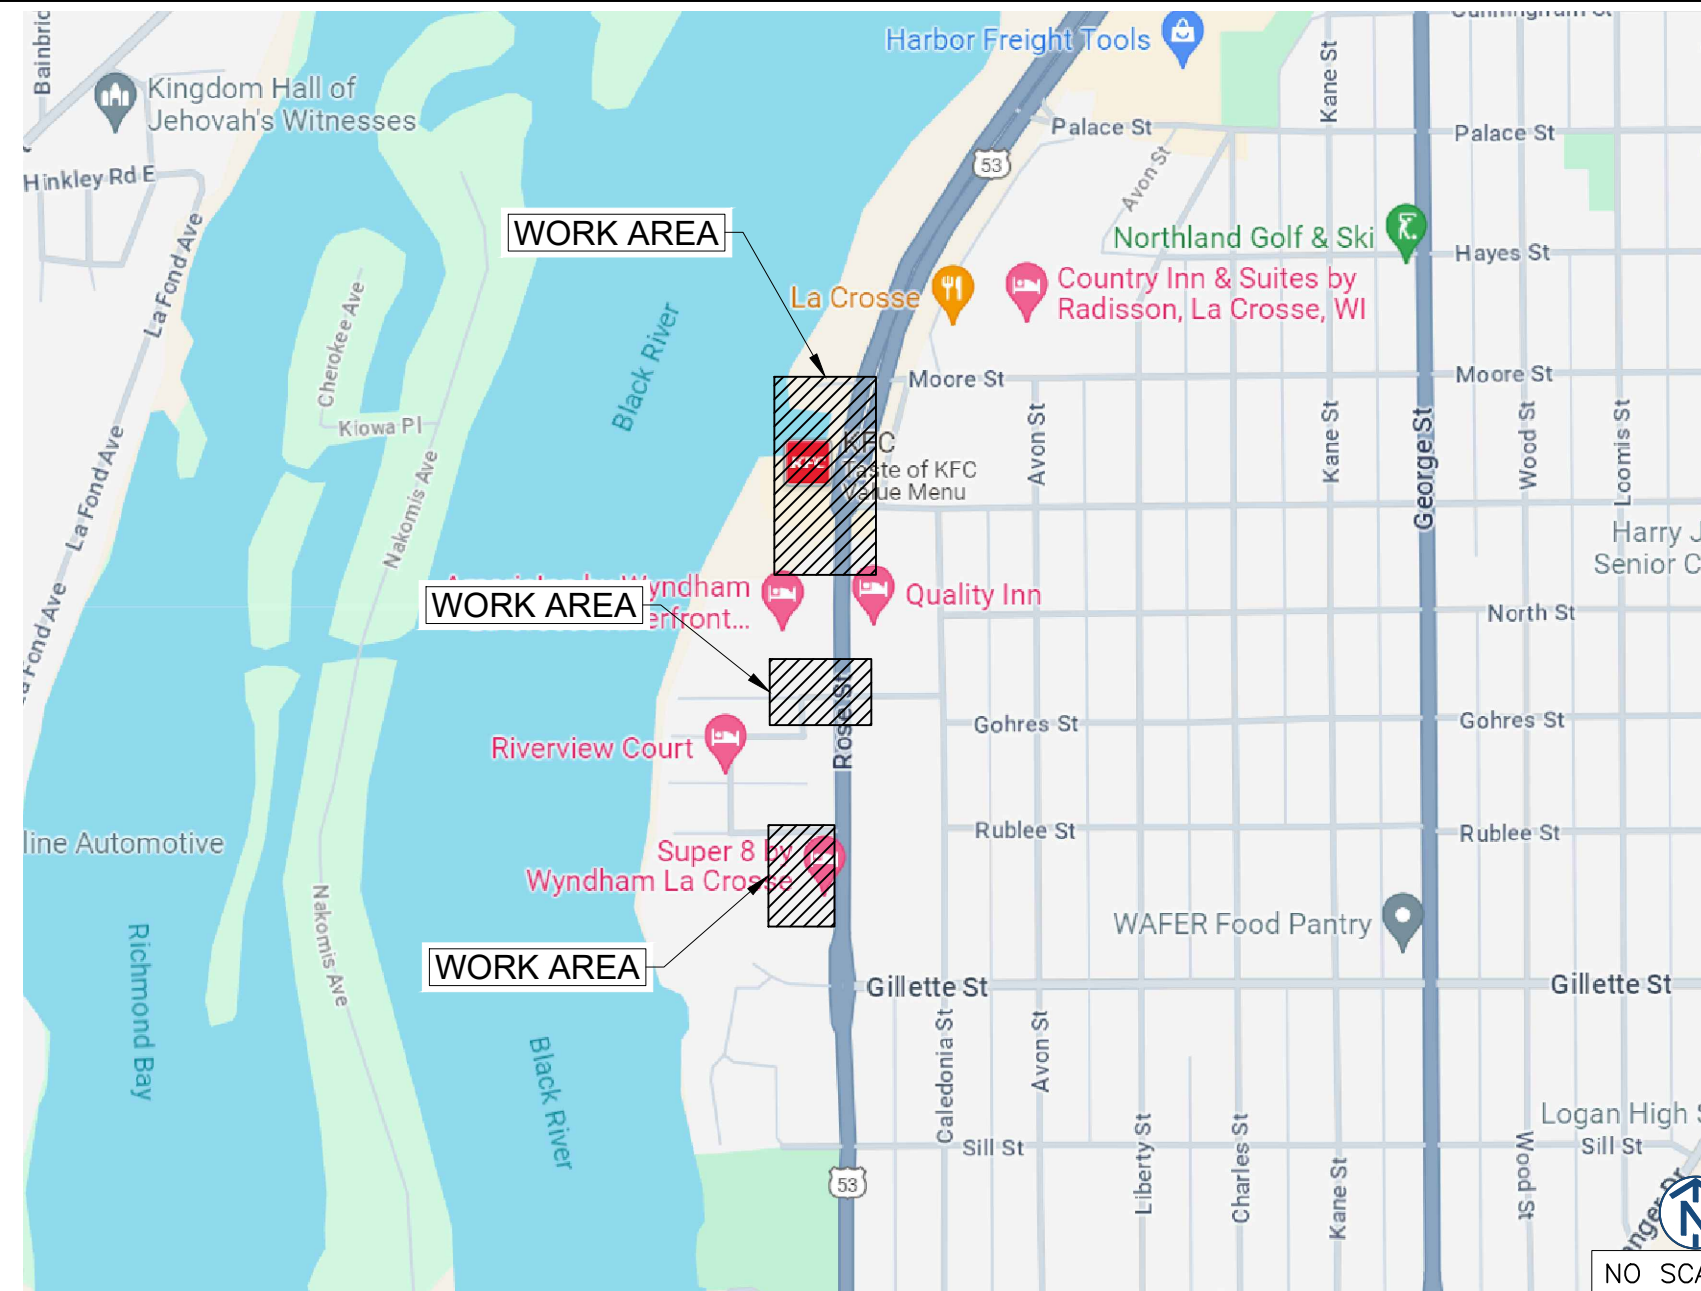 Cunningham St
Harbor Freight Tools
Kane St
Kingdom Hall of
Jehovah's Witnesses
Palace St
Palace St
53
Avon St
Hinkley Rd E
La Fond Ave
WORK AREA
Northland Golf & Ski
Hayes St
Cherokee Ave
La Crosse
Country Inn & Suites by
Radisson, La Crosse, WI
Black River
Moore St
Moore St
Kiowa Pl
La Fond Ave
Nakomis Ave
KFC
KFC
Taste of KFC
Value Menu
Avon St
Kane St
George St
Wood St
Loomis St
Harry J
Senior C
Wyndham
erfront...
WORK AREA
Quality Inn
North St
Fond Ave
Rose St
Gohres St
Gohres St
Riverview Court
Rublee St
Rublee St
line Automotive
Super 8 by
Wyndham La Crosse
WAFER Food Pantry
Nakomis Ave
Richmond Bay
WORK AREA
Gillette St
Gillette St
Black River
Caledonia St
Avon St
Liberty St
Charles St
Kane St
Wood St
Logan High S
Sill St
Sill St
53
N
NO SCA